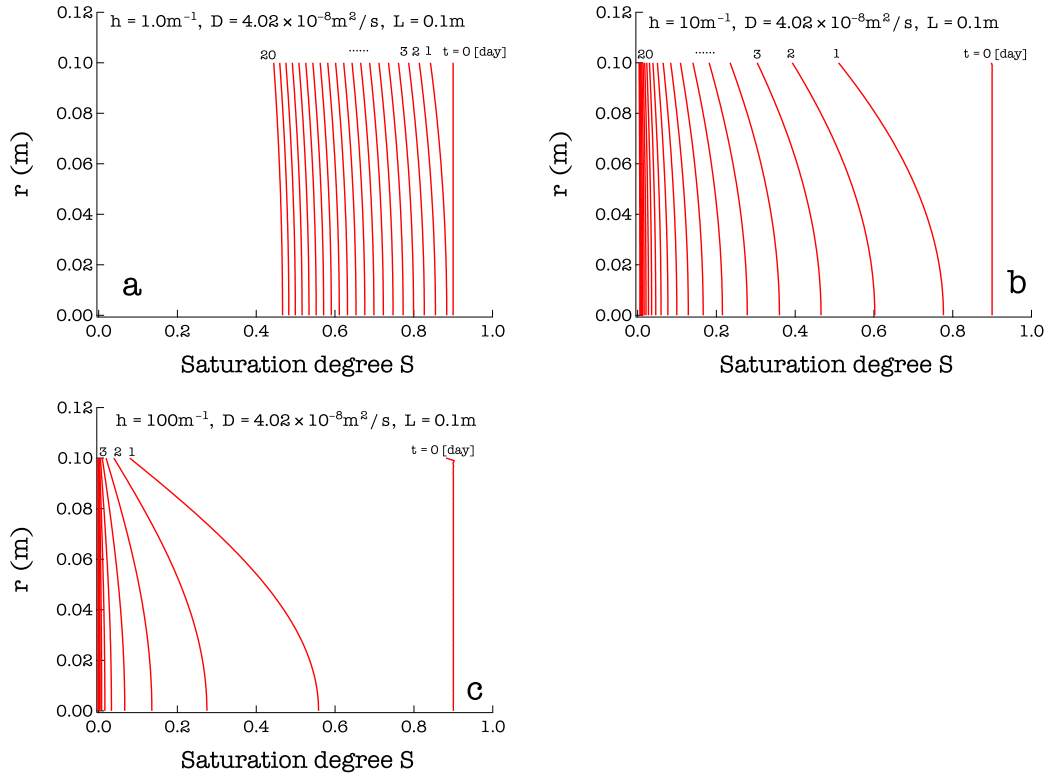 h = 1.0m⁻¹, D = 4.02 × 10⁻⁸m²/s, L = 0.1m
0.12
20 ...... 3 2 1 t = 0 [day]
0.10
0.08
r (m)
0.06
0.04
0.02
a
0.00
0.0 0.2 0.4 0.6 0.8 1.0
Saturation degree S
h = 10m⁻¹, D = 4.02 × 10⁻⁸m²/s, L = 0.1m
0.12
20 ...... 3 2 1 t = 0 [day]
0.10
0.08
r (m)
0.06
0.04
0.02
b
0.00
0.0 0.2 0.4 0.6 0.8 1.0
Saturation degree S
0.12
h = 100m⁻¹, D = 4.02 × 10⁻⁸m²/s, L = 0.1m
3 2 1 t = 0 [day]
0.10
0.08
r (m)
0.06
0.04
0.02
c
0.00
0.0 0.2 0.4 0.6 0.8 1.0
Saturation degree S